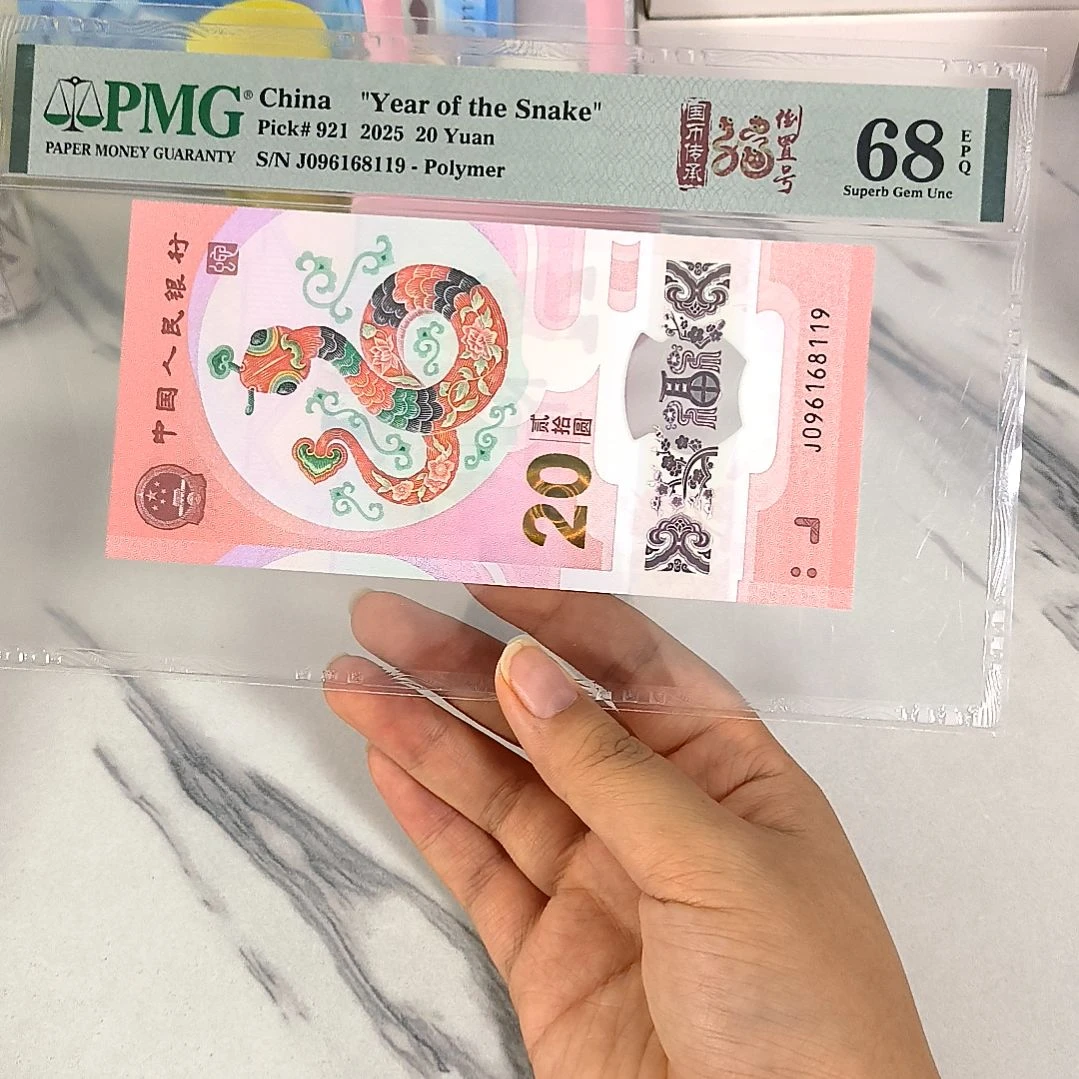 PMG® China "Year of the Snake"
Pick# 921 2025 20 Yuan
PAPER MONEY GUARANTY S/N J096168119 - Polymer
国币传承
倒置号
68 EPQ
Superb Gem Unc
中国人民银行
贰拾圆
20
J096168119